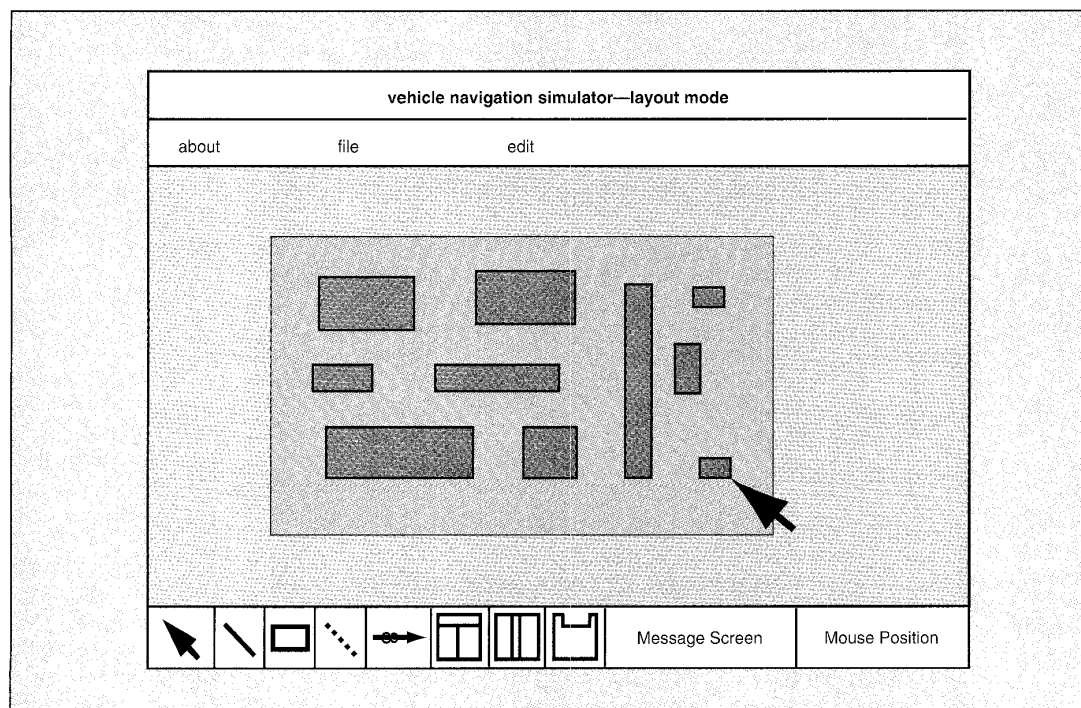 vehicle navigation simulator—layout mode
about file edit
Message Screen Mouse Position